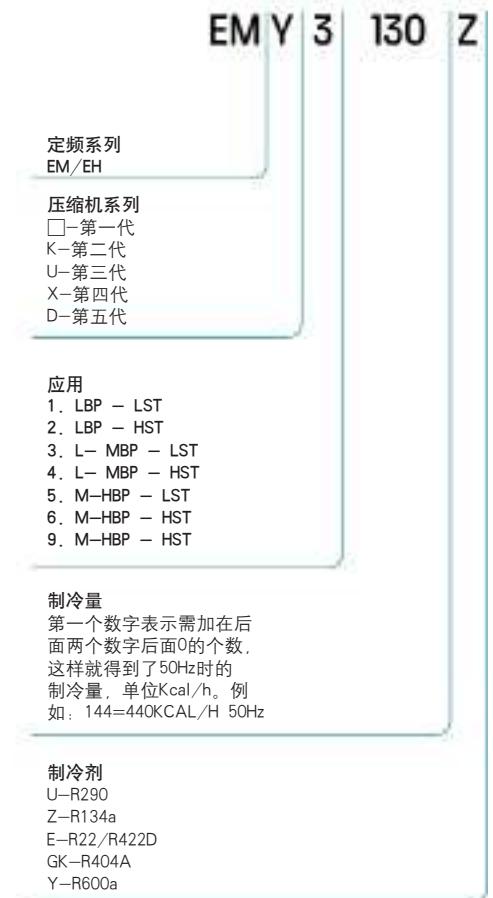 EM Y 3 130 Z
定频系列
EM/EH
压缩机系列
□-第一代
K-第二代
U-第三代
X-第四代
D-第五代
应用
1. LBP - LST
2. LBP - HST
3. L- MBP - LST
4. L- MBP - HST
5. M-HBP - LST
6. M-HBP - HST
9. M-HBP - HST
制冷量
第一个数字表示需加在后
面两个数字后面0的个数,
这样就得到了50Hz时的
制冷量, 单位Kcal/h。例
如: 144=440KCAL/H 50Hz
制冷剂
U-R290
Z-R134a
E-R22/R422D
GK-R404A
Y-R600a